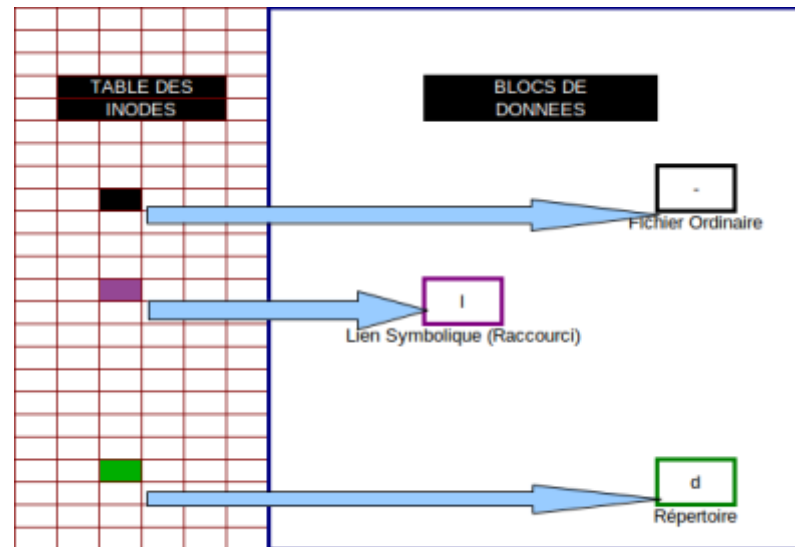 TABLE DES
INODES
BLOCS DE
DONNEES
-
Fichier Ordinaire
l
Lien Symbolique (Raccourci)
d
Répertoire